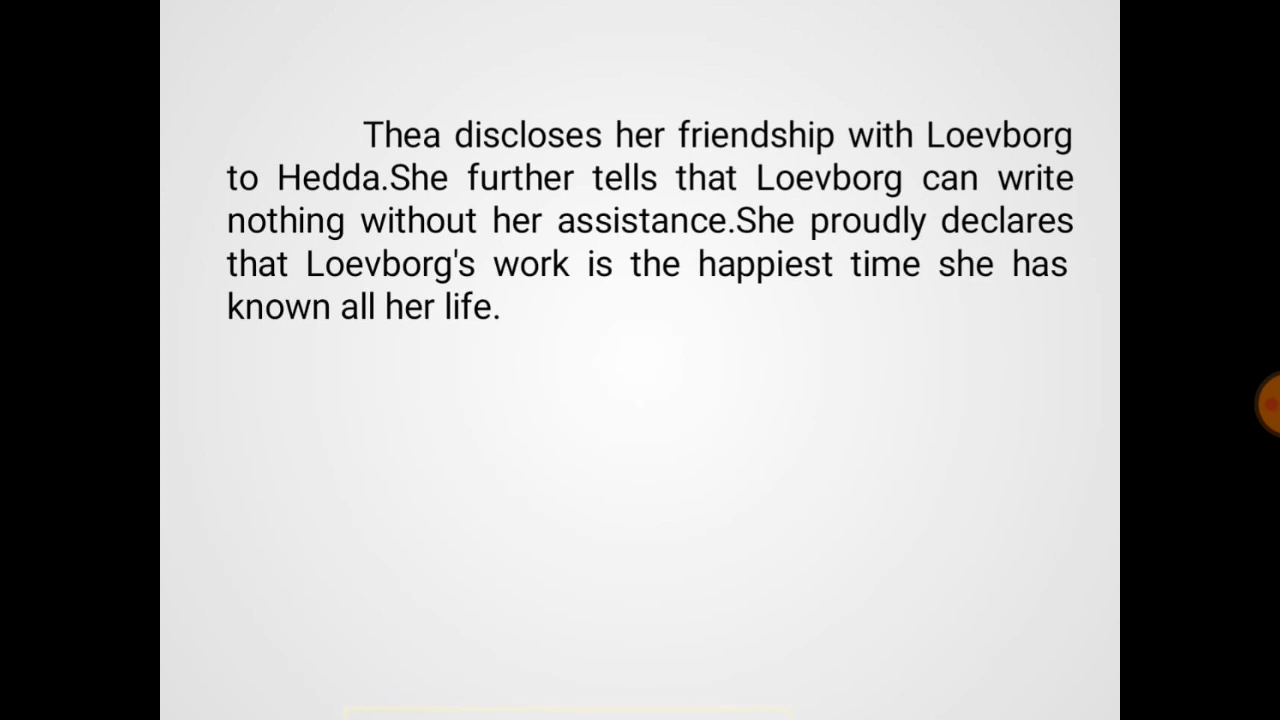 Thea discloses her friendship with Loevborg
to Hedda.She further tells that Loevborg can write
nothing without her assistance.She proudly declares
that Loevborg's work is the happiest time she has
known all her life.